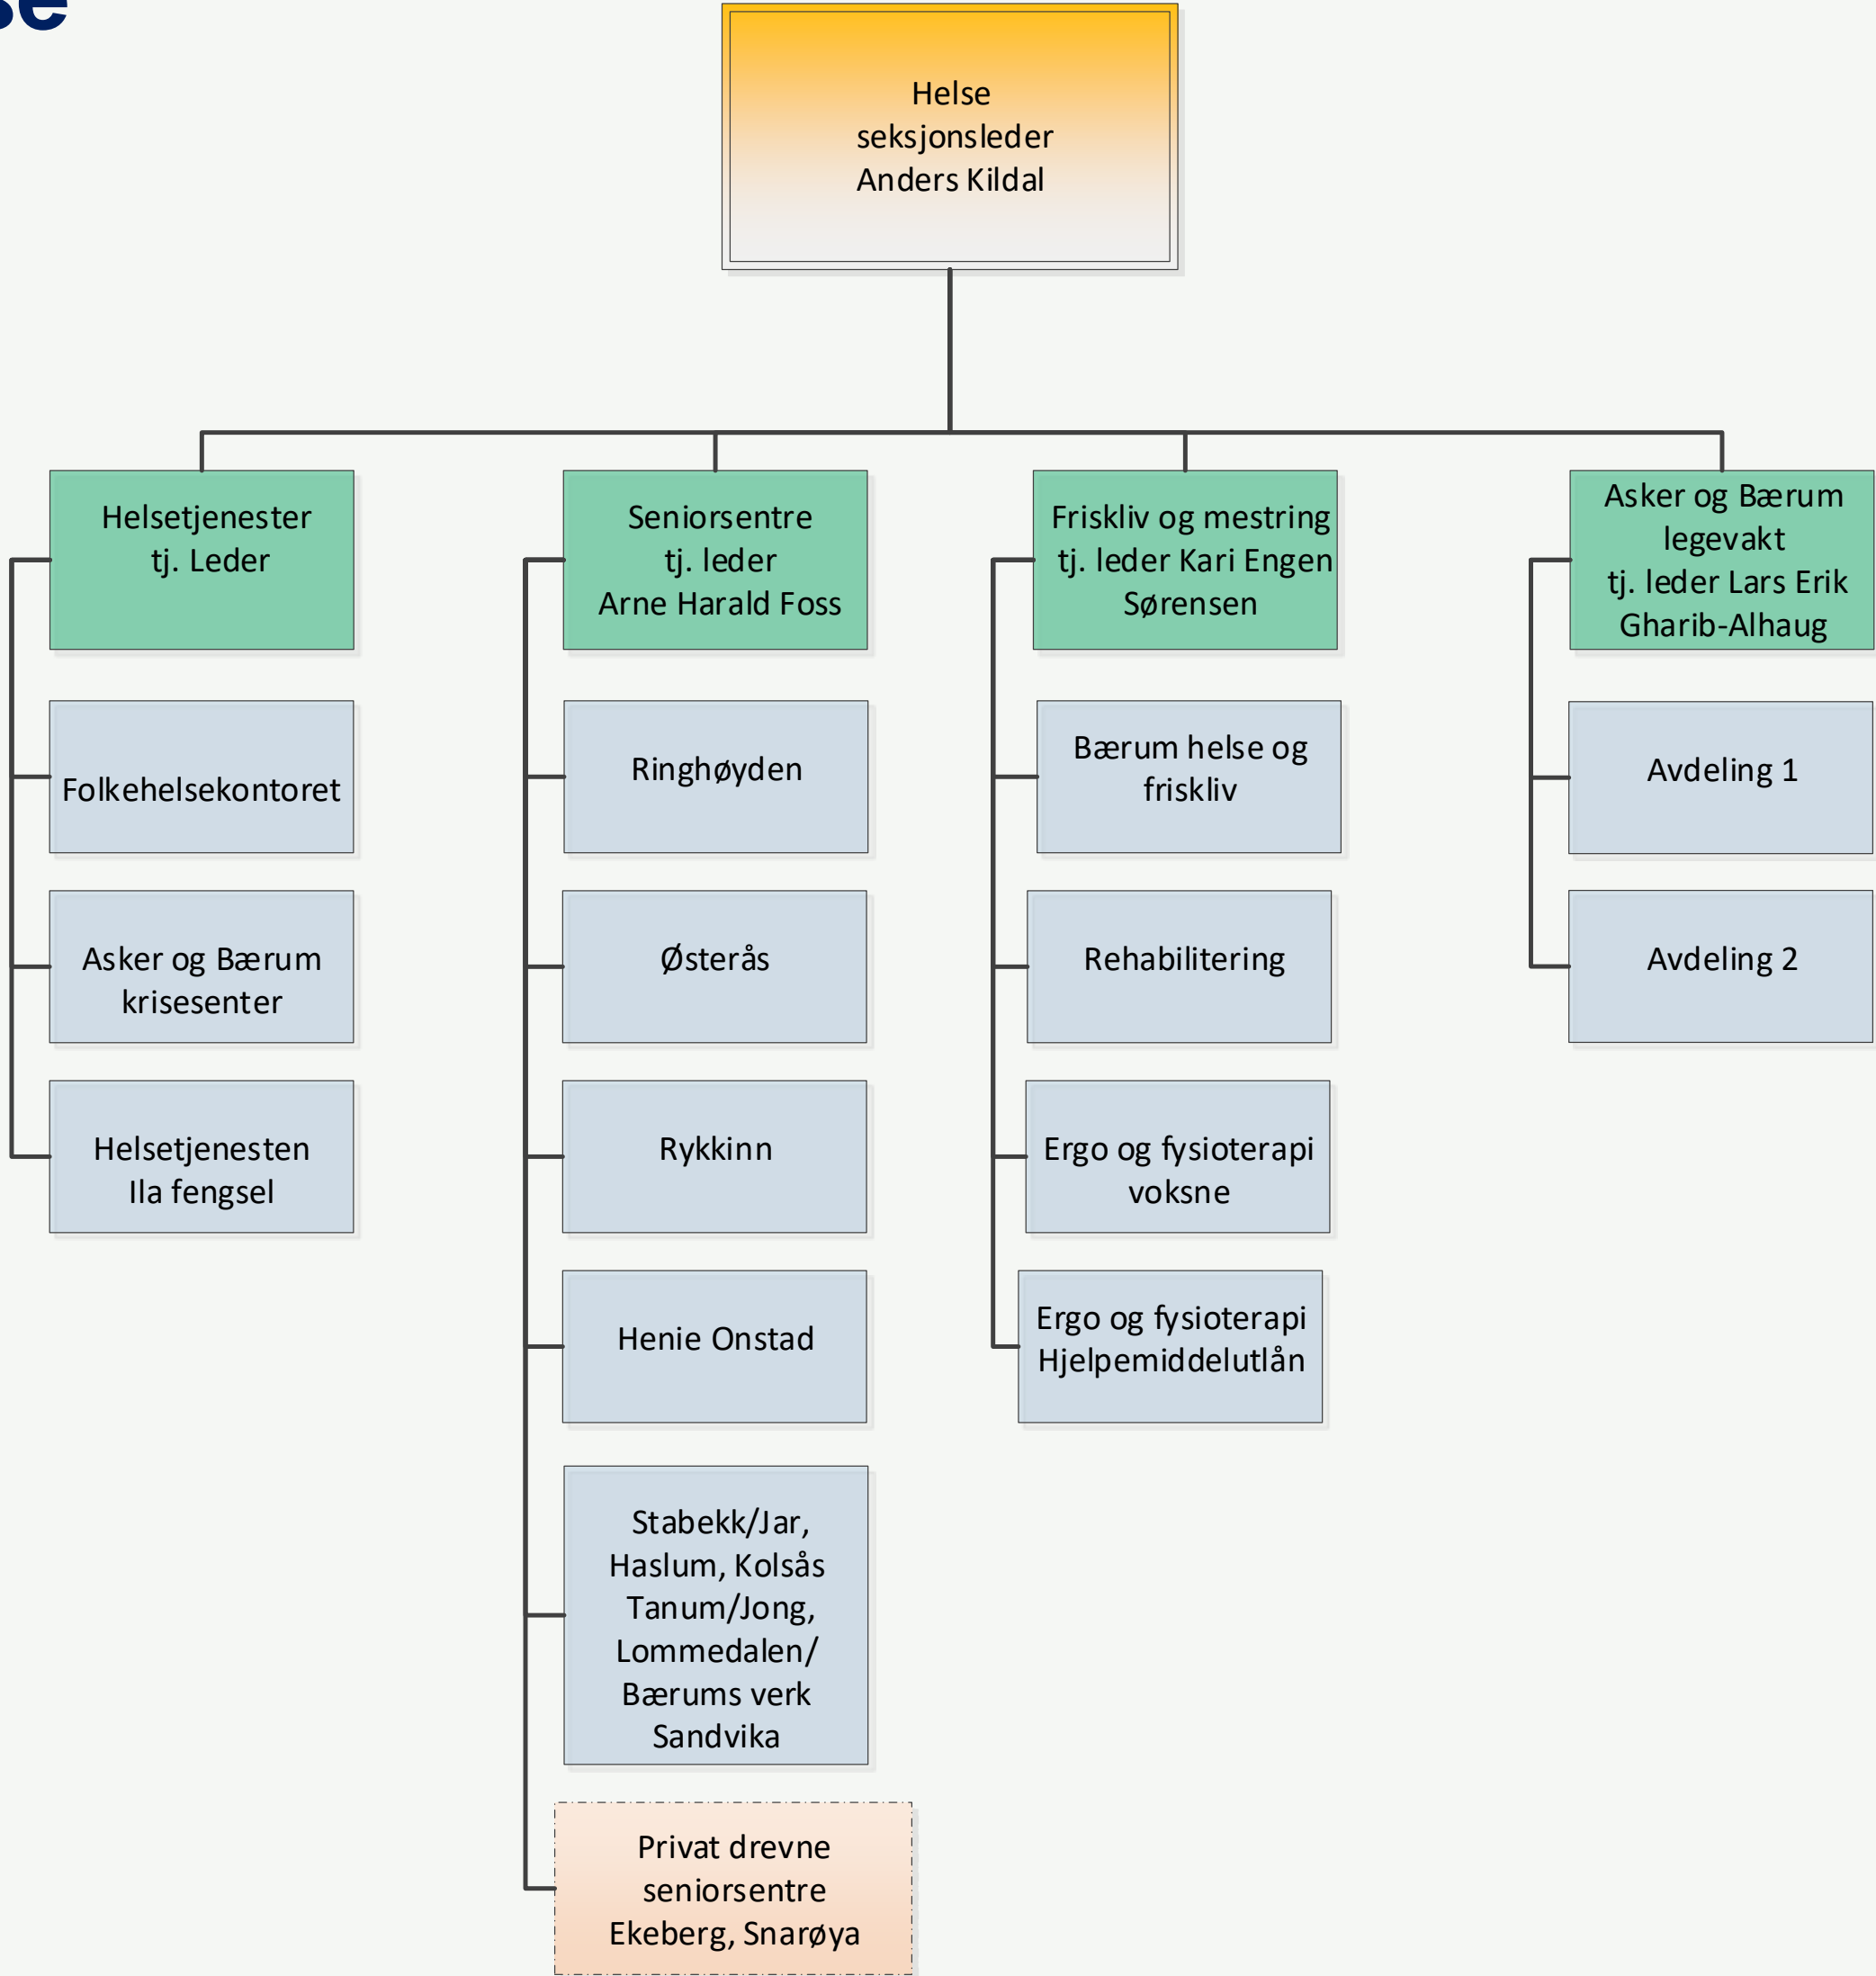 Helse
seksjonsleder
Anders Kildal
Helsetjenester
tj. Leder
Folkehelsekontoret
Asker og Bærum
krisesenter
Helsetjenesten
Ila fengsel
Seniorsentre
tj. leder
Arne Harald Foss
Ringhøyden
Østerås
Rykkinn
Henie Onstad
Stabekk/Jar,
Haslum, Kolsås
Tanum/Jong,
Lommedalen/
Bærums verk
Sandvika
Privat drevne
seniorsentre
Ekeberg, Snarøya
Friskliv og mestring
tj. leder Kari Engen
Sørensen
Bærum helse og
friskliv
Rehabilitering
Ergo og fysioterapi
voksne
Ergo og fysioterapi
Hjelpemiddelutlån
Asker og Bærum
legevakt
tj. leder Lars Erik
Gharib-Alhaug
Avdeling 1
Avdeling 2